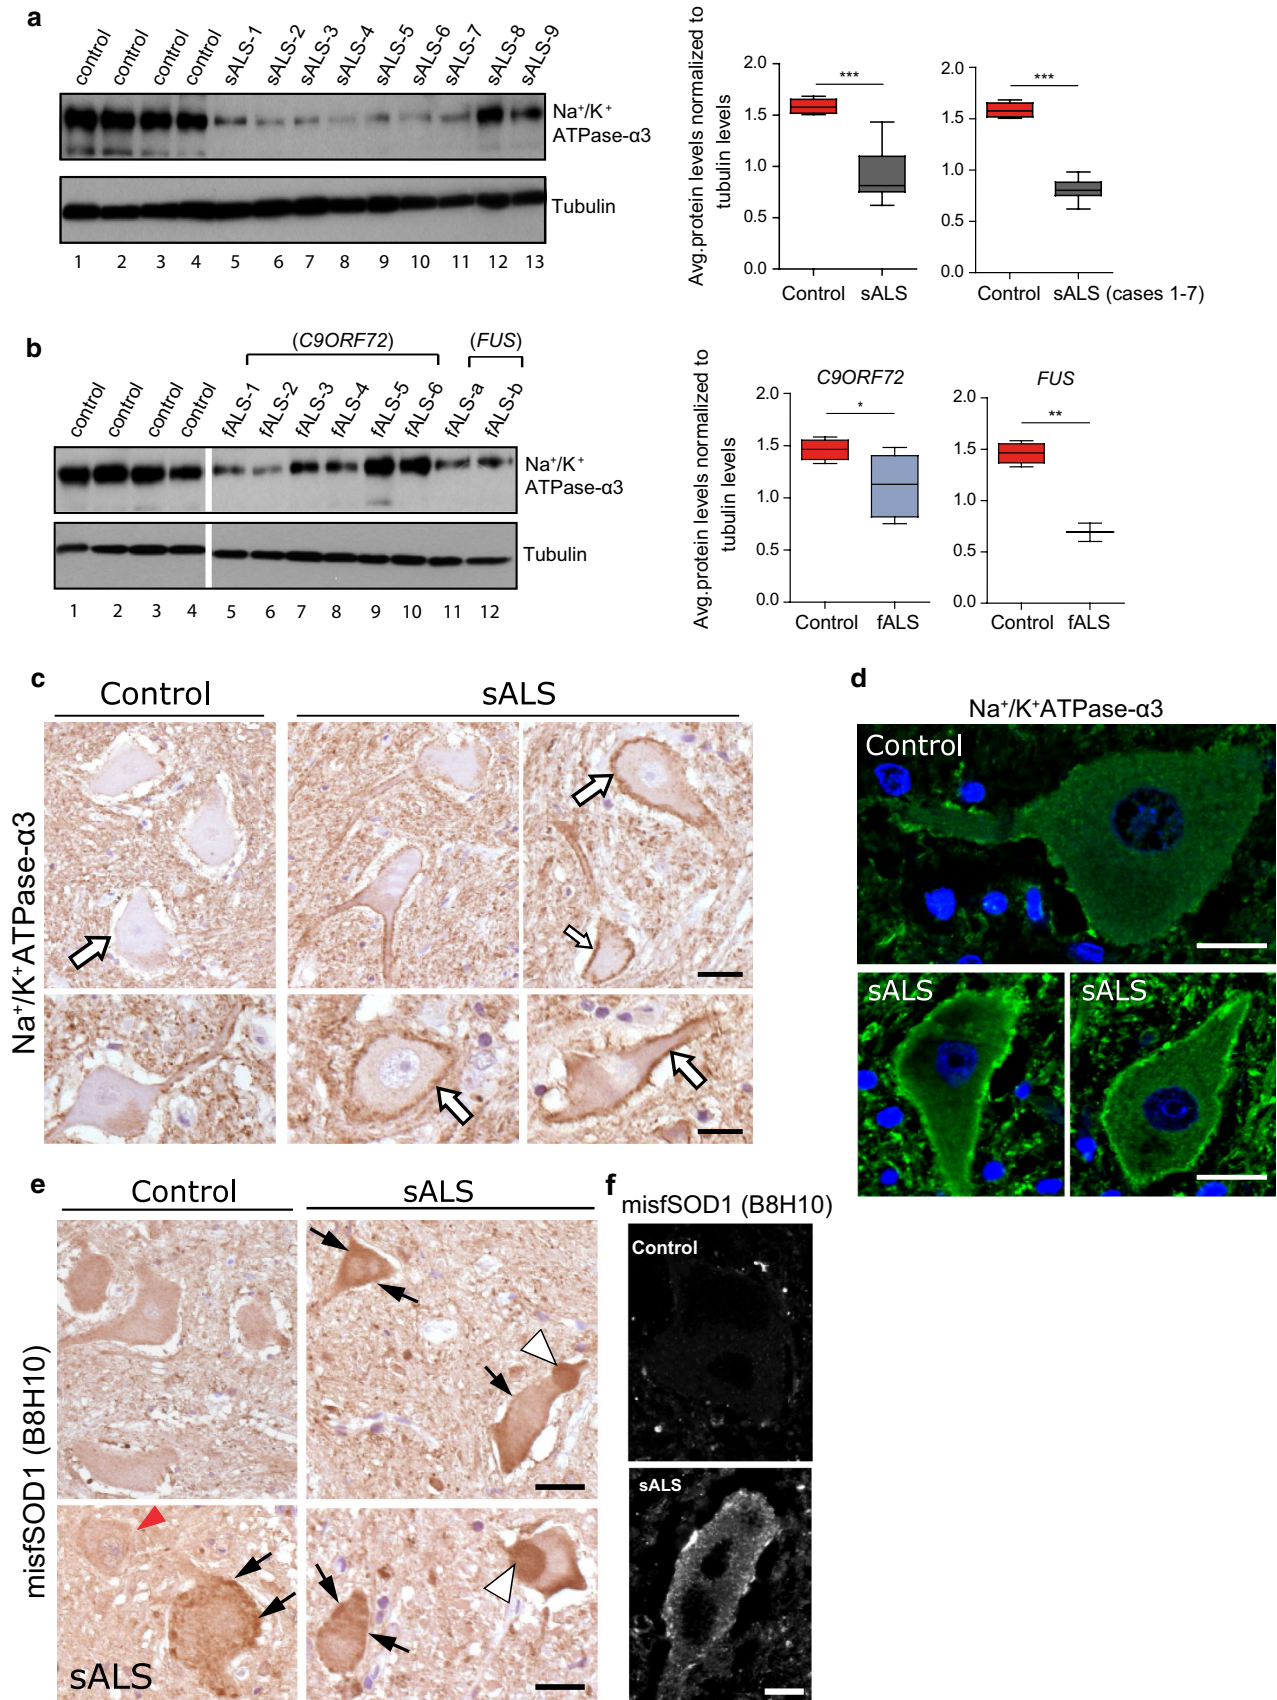 a
control control control control sALS-1 sALS-2 sALS-3 sALS-4 sALS-5 sALS-6 sALS-7 sALS-8 sALS-9
Na⁺/K⁺
ATPase-α3
Tubulin
1 2 3 4 5 6 7 8 9 10 11 12 13
Avg.protein levels normalized to
tubulin levels
2.0
1.5
1.0
0.5
0.0
***
Control sALS
2.0
1.5
1.0
0.5
0.0
***
Control sALS (cases 1-7)
b
(C9ORF72) (FUS)
control control control control fALS-1 fALS-2 fALS-3 fALS-4 fALS-5 fALS-6 fALS-a fALS-b
Na⁺/K⁺
ATPase-α3
Tubulin
1 2 3 4 5 6 7 8 9 10 11 12
Avg.protein levels normalized to
tubulin levels
C9ORF72
2.0
1.5
1.0
0.5
0.0
*
Control fALS
FUS
2.0
1.5
1.0
0.5
0.0
**
Control fALS
c
Control sALS
Na⁺/K⁺ATPase-α3
d
Na⁺/K⁺ATPase-α3
Control
sALS sALS
e
Control sALS
misfSOD1 (B8H10)
sALS
f
misfSOD1 (B8H10)
Control
sALS